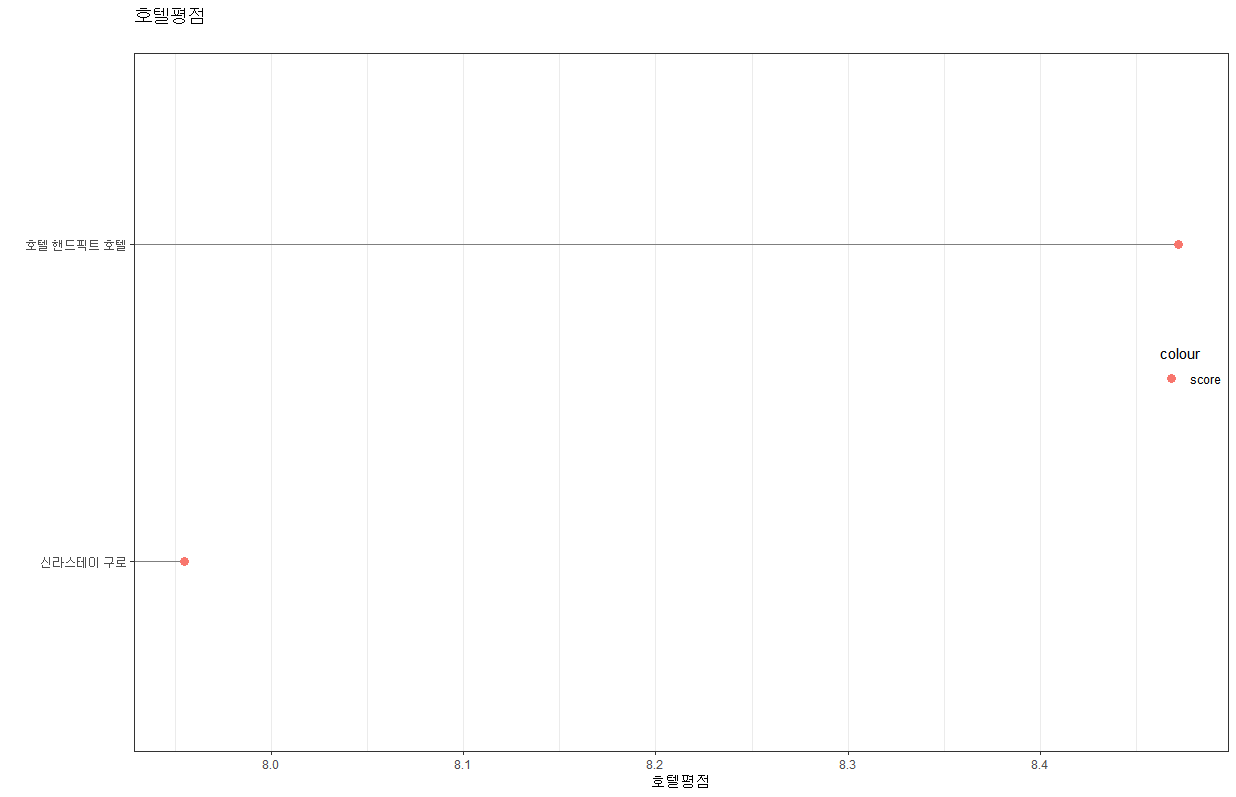 호텔평점
호텔 핸드픽트 호텔
colour
score
신라스테이 구로
8.0 8.1 8.2 8.3 8.4
호텔평점